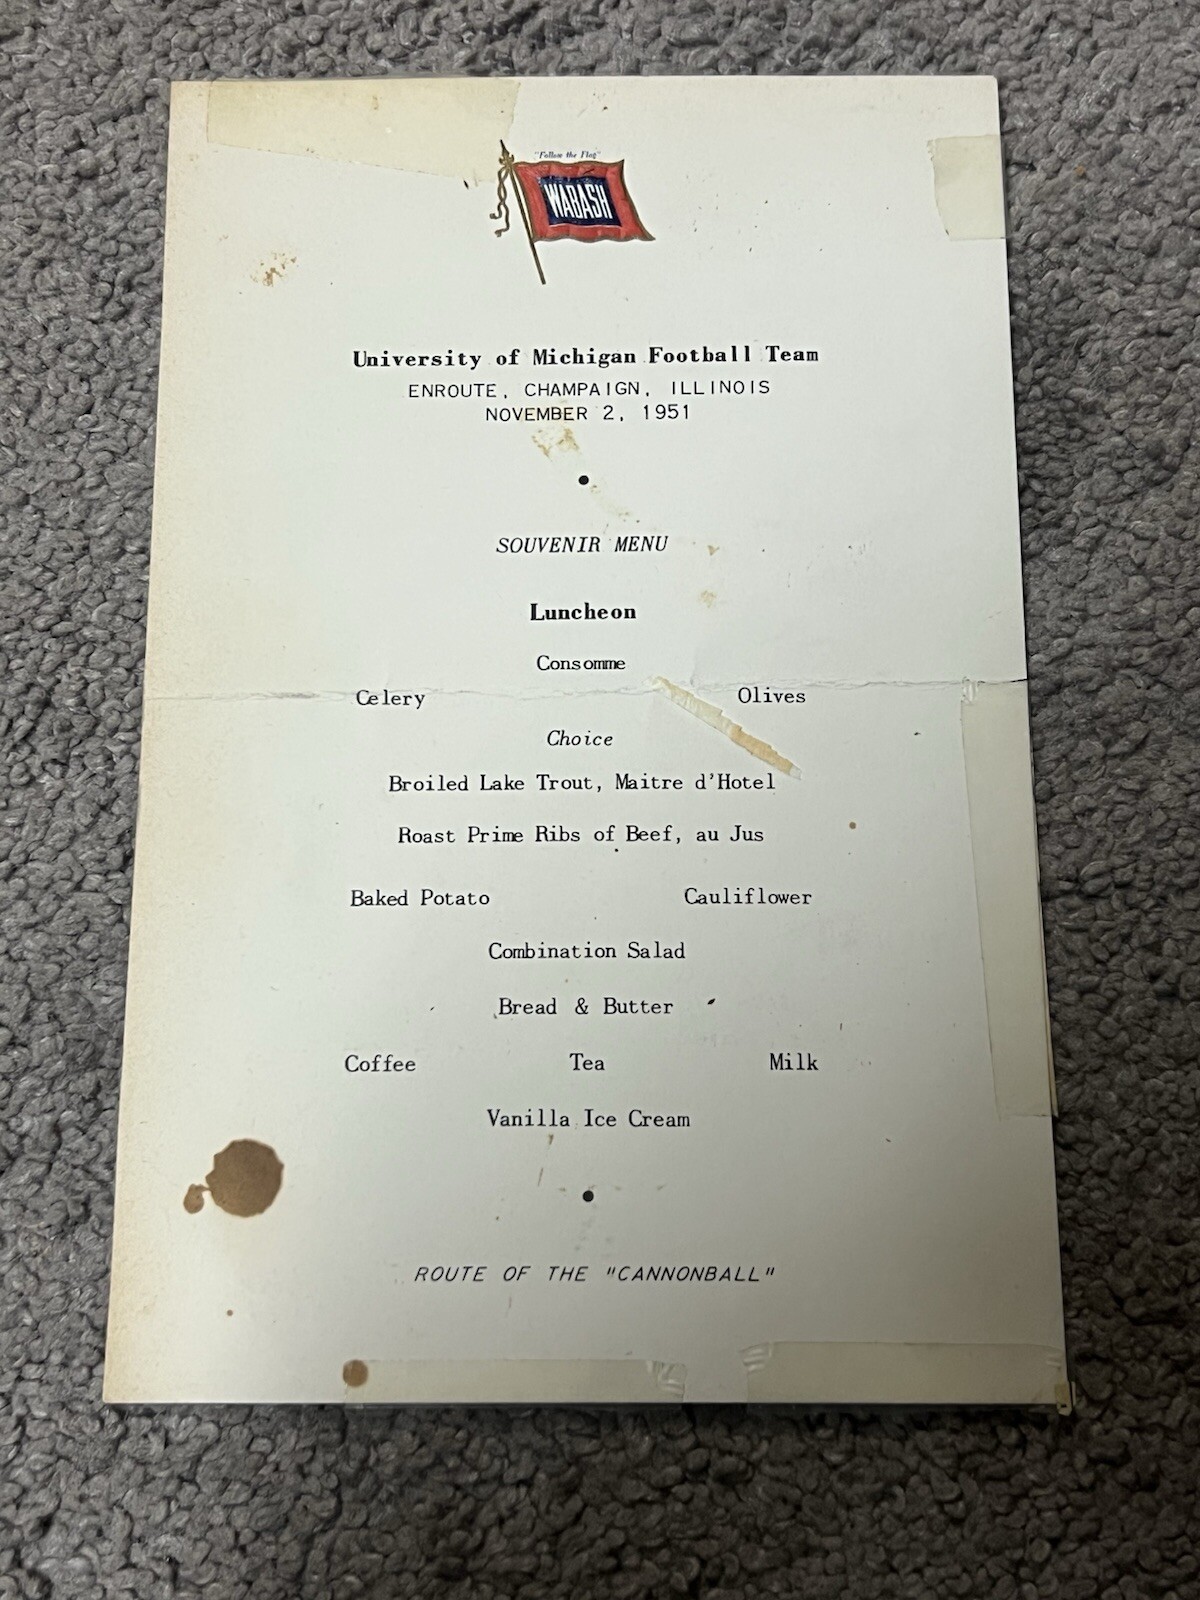 "Follow the Flag"
WABASH
University of Michigan Football Team
ENROUTE, CHAMPAIGN, ILLINOIS
NOVEMBER 2, 1951
SOUVENIR MENU
Luncheon
Consomme
Celery Olives
Choice
Broiled Lake Trout, Maitre d'Hotel
Roast Prime Ribs of Beef, au Jus
Baked Potato Cauliflower
Combination Salad
Bread & Butter
Coffee Tea Milk
Vanilla Ice Cream
ROUTE OF THE "CANNONBALL"